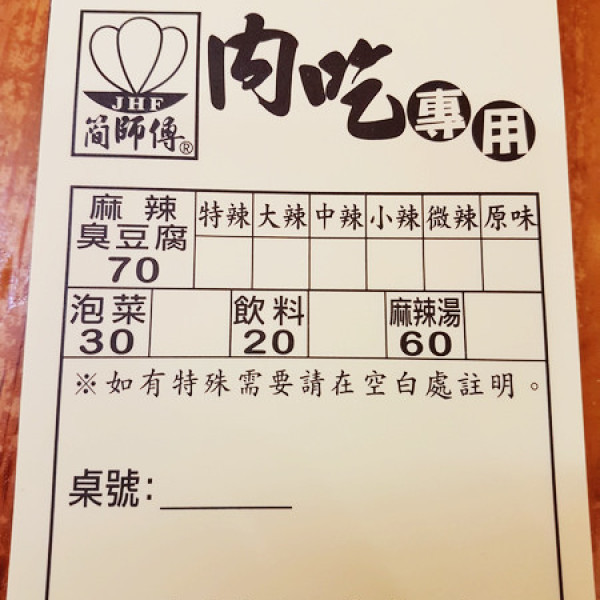 JHF
簡師傅®
肉吃專用
麻辣
臭豆腐
70
特辣 大辣 中辣 小辣 微辣 原味
泡菜
30
飲料
20
麻辣湯
60
※如有特殊需要請在空白處註明。
桌號: